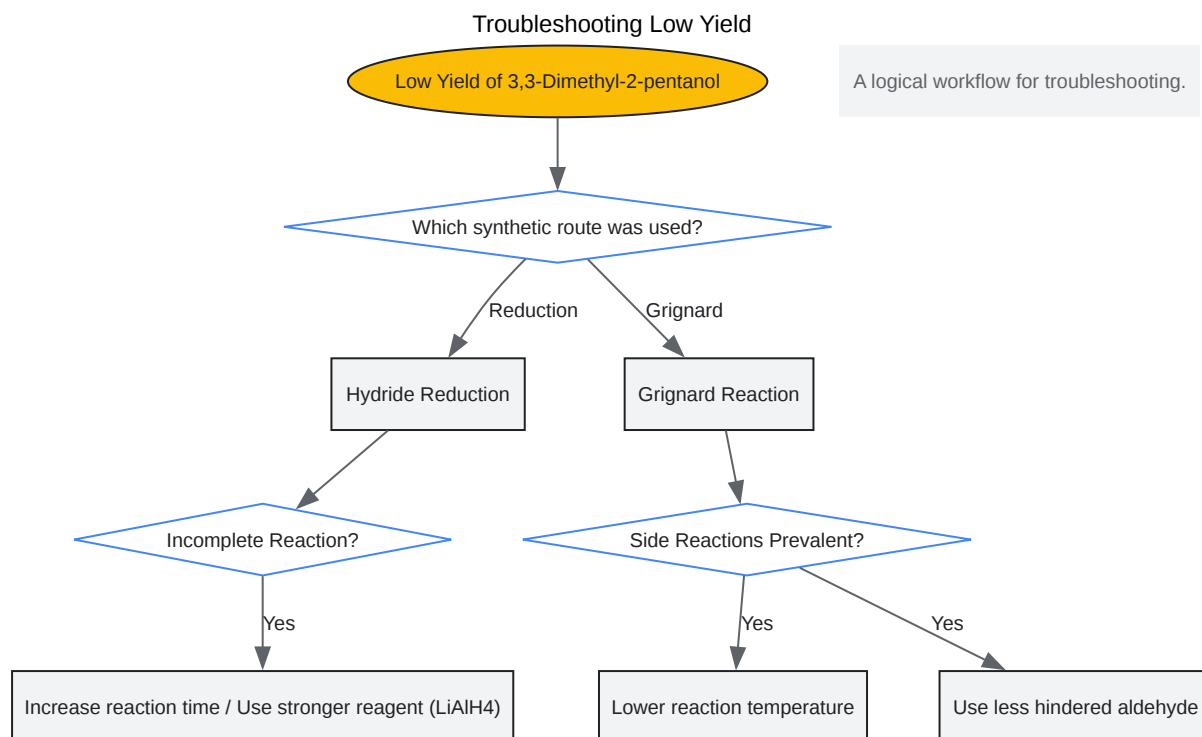 Troubleshooting Low Yield
Low Yield of 3,3-Dimethyl-2-pentanol
A logical workflow for troubleshooting.
Which synthetic route was used?
Reduction
Grignard
Hydride Reduction
Grignard Reaction
Incomplete Reaction?
Side Reactions Prevalent?
Yes
Yes
Yes
Increase reaction time / Use stronger reagent (LiAlH4)
Lower reaction temperature
Use less hindered aldehyde